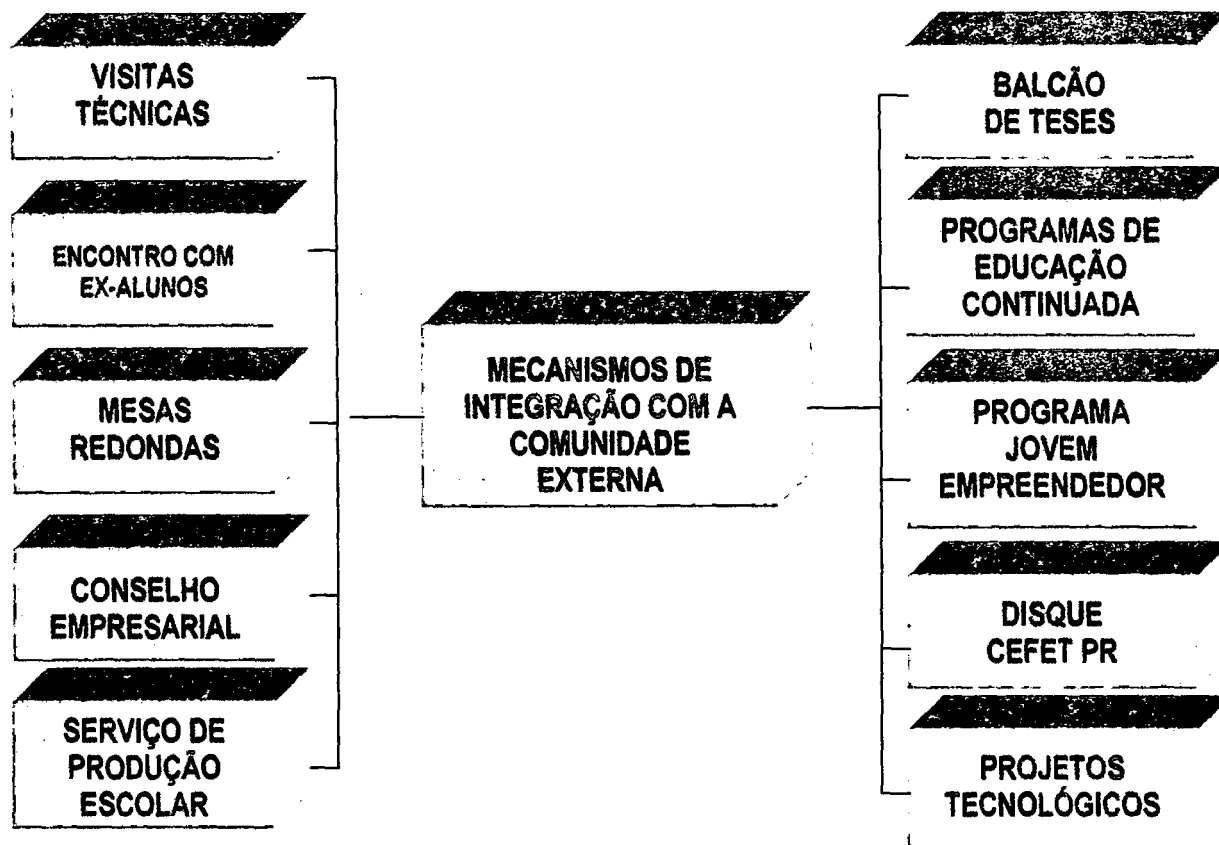 VISITAS
TÉCNICAS
ENCONTRO COM
EX-ALUNOS
MESAS
REDONDAS
CONSELHO
EMPRESARIAL
SERVIÇO DE
PRODUÇÃO
ESCOLAR
MECANISMOS DE
INTEGRAÇÃO COM A
COMUNIDADE
EXTERNA
BALCÃO
DE TESES
PROGRAMAS DE
EDUCAÇÃO
CONTINUADA
PROGRAMA
JOVEM
EMPREENDEDOR
DISQUE
CEFET PR
PROJETOS
TECNOLÓGICOS